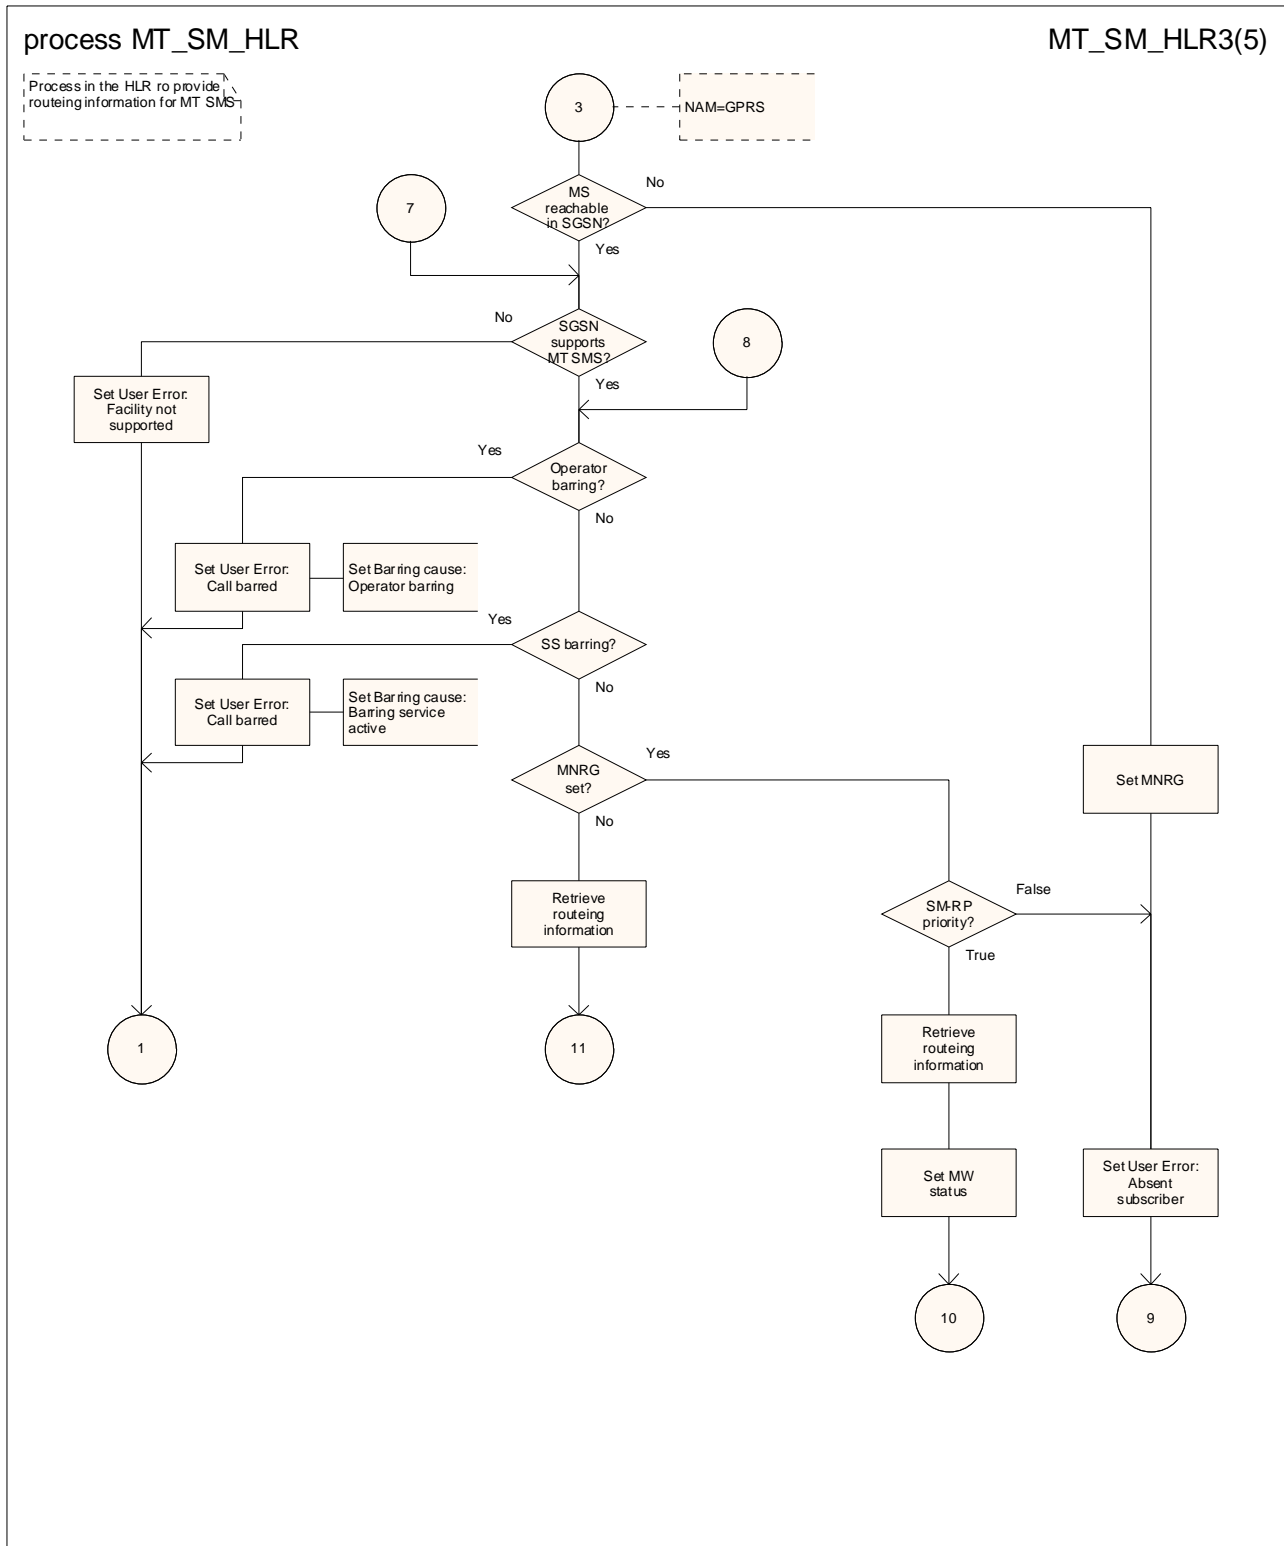 process MT_SM_HLR
MT_SM_HLR3(5)
Process in the HLR ro provide
routeing information for MT SMS
3
NAM=GPRS
MS
reachable
in SGSN?
No
7
Yes
No
SGSN
supports
MT SMS?
8
Yes
Set User Error:
Facility not
supported
Yes
Operator
barring?
No
Set User Error:
Call barred
Set Barring cause:
Operator barring
Yes
SS barring?
No
Set User Error:
Call barred
Set Barring cause:
Barring service
active
MNRG
set?
Yes
Set MNRG
No
Retrieve
routeing
information
SM-RP
priority?
False
True
1
11
Retrieve
routeing
information
Set MW
status
Set User Error:
Absent
subscriber
10
9